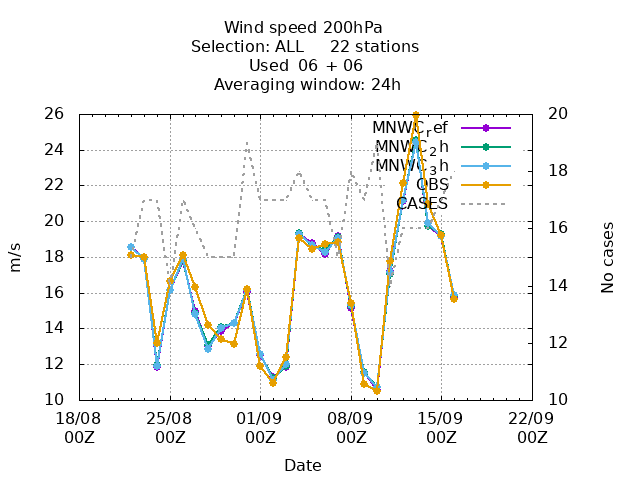 Wind speed 200hPa
Selection: ALL 22 stations
Used 06 + 06
Averaging window: 24h
26
24
22
20
18
16
14
12
10
m/s
20
18
16
14
12
10
No cases
MNWC_ref
MNWC_2h
MNWC_3h
OBS
CASES
18/08 25/08 01/09 08/09 15/09 22/09
00Z 00Z 00Z 00Z 00Z 00Z
Date